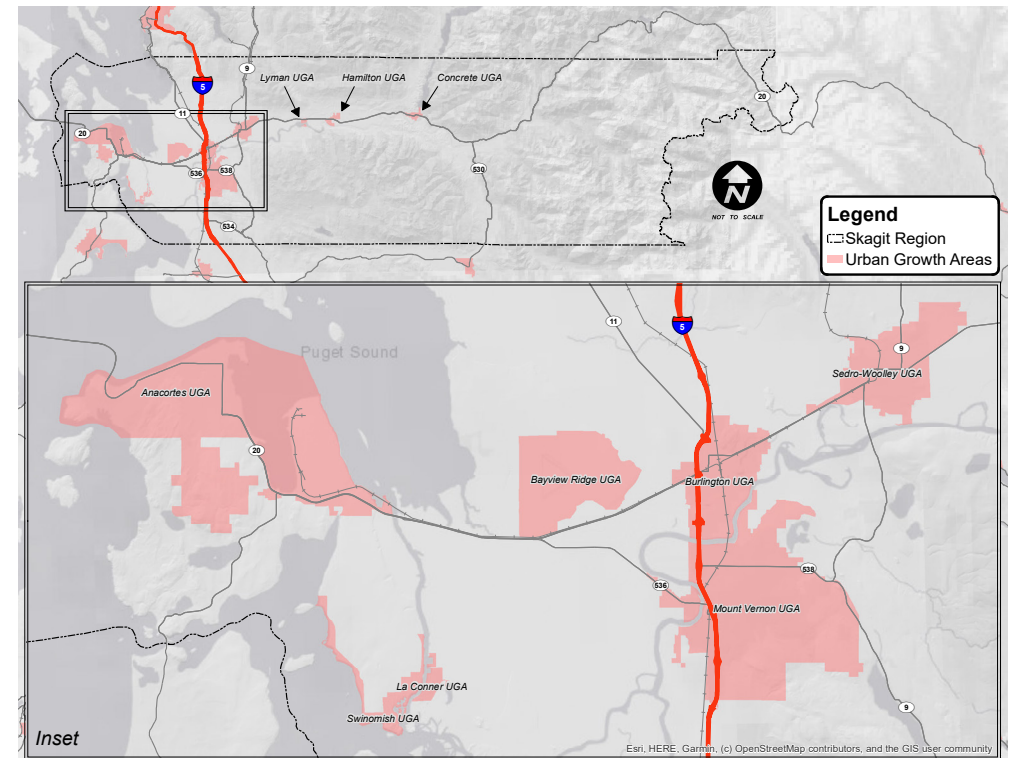 9
Lyman UGA
Hamilton UGA
Concrete UGA
5
20
11
20
536
538
530
534
N
NOT TO SCALE
Legend
Skagit Region
Urban Growth Areas
Puget Sound
11
5
9
Sedro-Woolley UGA
Anacortes UGA
20
Bayview Ridge UGA
Burlington UGA
538
536
Mount Vernon UGA
La Conner UGA
9
Swinomish UGA
Inset
Esri, HERE, Garmin, (c) OpenStreetMap contributors, and the GIS user community